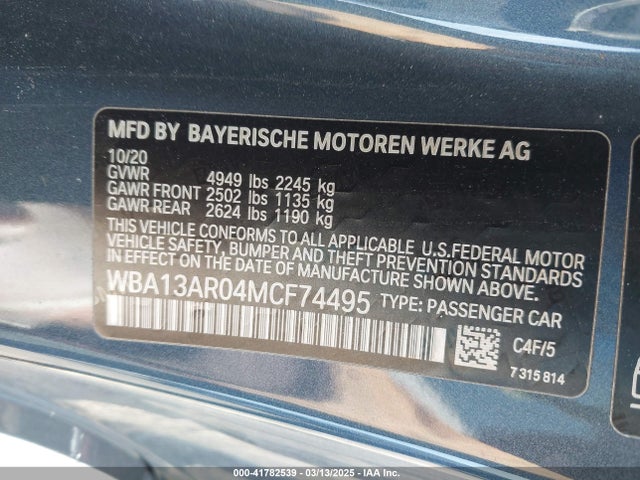 MFD BY BAYERISCHE MOTOREN WERKE AG
10/20
GVWR 4949 lbs 2245 kg
GAWR FRONT 2502 lbs 1135 kg
GAWR REAR 2624 lbs 1190 kg
THIS VEHICLE CONFORMS TO ALL APPLICABLE U.S.FEDERAL MOTOR
VEHICLE SAFETY, BUMPER AND THEFT PREVENTION STANDARDS
IN EFFECT ON THE DATE OF MANUFACTURE SHOWN ABOVE.
WBA13AR04MCF74495 TYPE: PASSENGER CAR
C4F/5
7315814
000-41782539 • 03/13/2025 • IAA Inc.